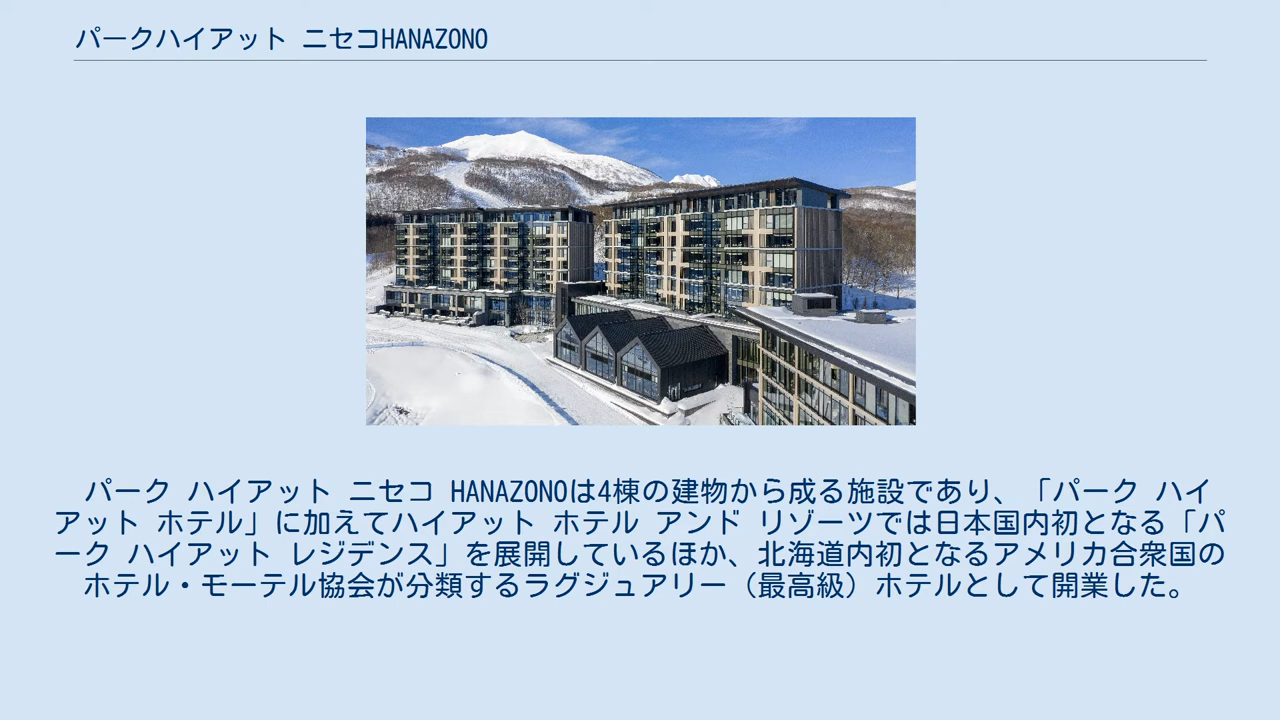 パークハイアット ニセコHANAZONO
パーク ハイアット ニセコ HANAZONOは4棟の建物から成る施設であり、「パーク ハイ
アット ホテル」に加えてハイアット ホテル アンド リゾーツでは日本国内初となる「パ
ーク ハイアット レジデンス」を展開しているほか、北海道内初となるアメリカ合衆国の
ホテル・モーテル協会が分類するラグジュアリー（最高級）ホテルとして開業した。